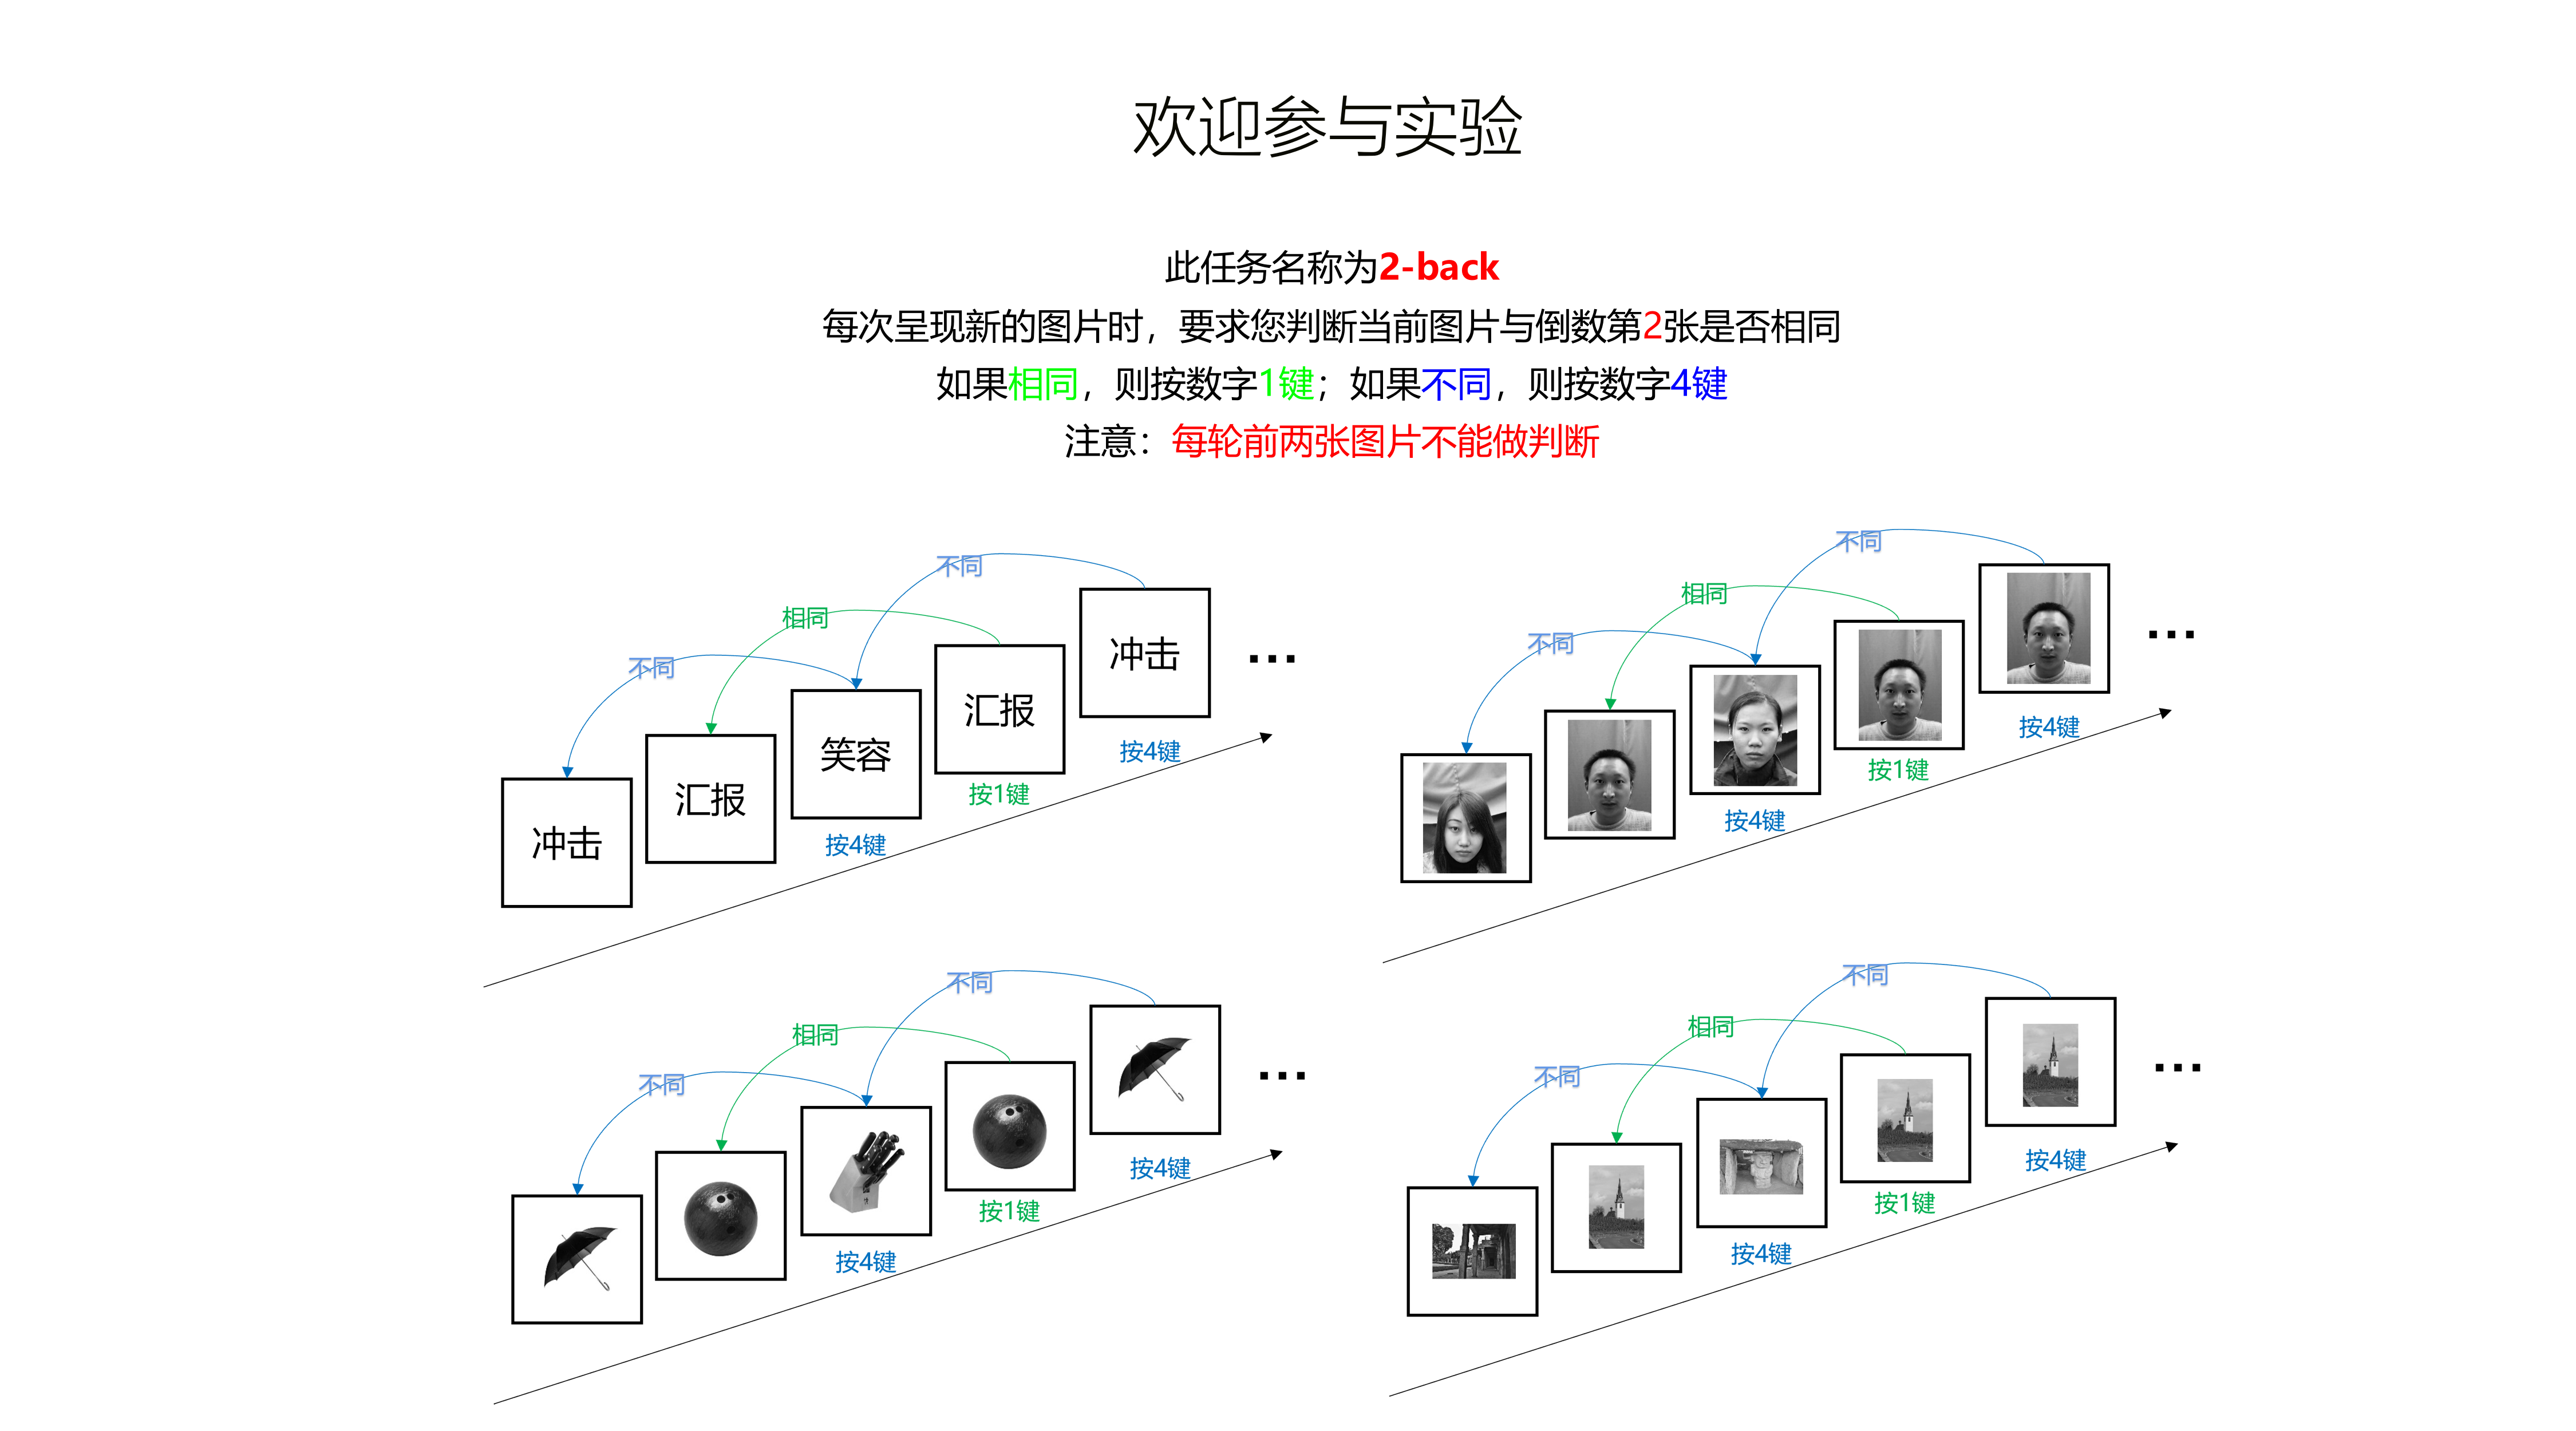 欢迎参与实验
此任务名称为2-back
每次呈现新的图片时，要求您判断当前图片与倒数第2张是否相同
如果相同，则按数字1键；如果不同，则按数字4键
注意：每轮前两张图片不能做判断
不同
相同
不同
冲击
汇报
笑容
汇报
冲击
...
按4键
按1键
按4键
不同
相同
不同
...
按4键
按1键
按4键
不同
相同
不同
...
按4键
按1键
按4键
不同
相同
不同
...
按4键
按1键
按4键